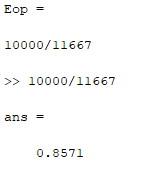 Eop =
10000/11667
>> 10000/11667
ans =
0.8571